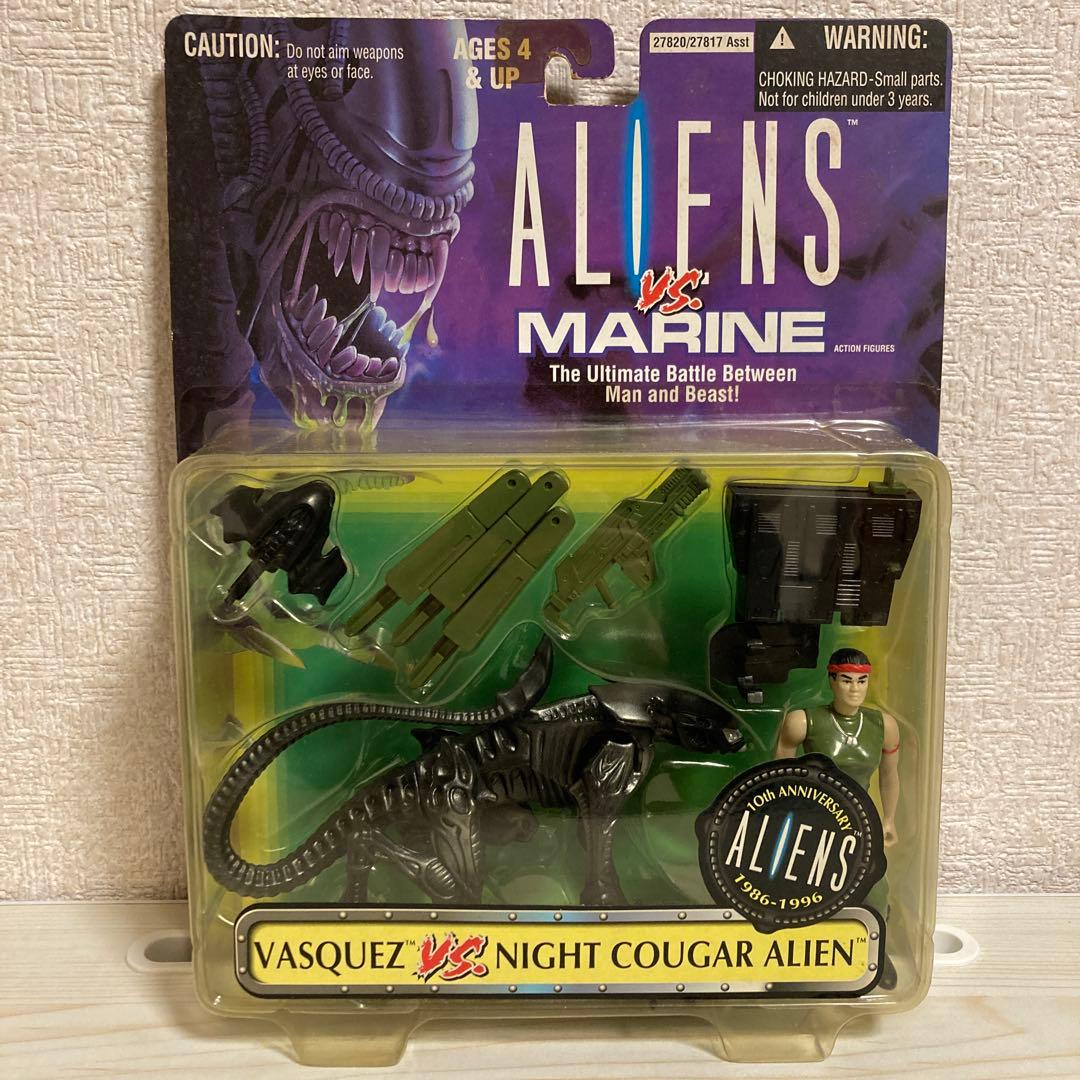 CAUTION: Do not aim weapons
at eyes or face.
AGES 4
& UP
27820/27817 Asst
WARNING:
CHOKING HAZARD-Small parts.
Not for children under 3 years.
ALIENS™
VS.
MARINE
ACTION FIGURES
The Ultimate Battle Between
Man and Beast!
10th ANNIVERSARY
ALIENS™
1986-1996
VASQUEZ™ VS. NIGHT COUGAR ALIEN™